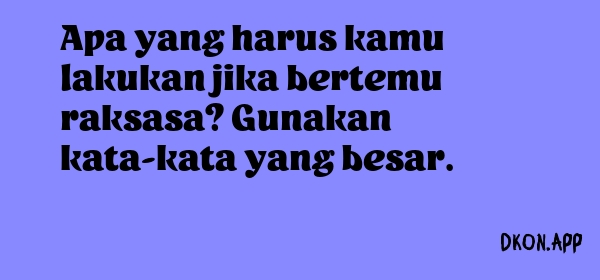 Apa yang harus kamu
lakukan jika bertemu
raksasa? Gunakan
kata-kata yang besar.
DKON.APP